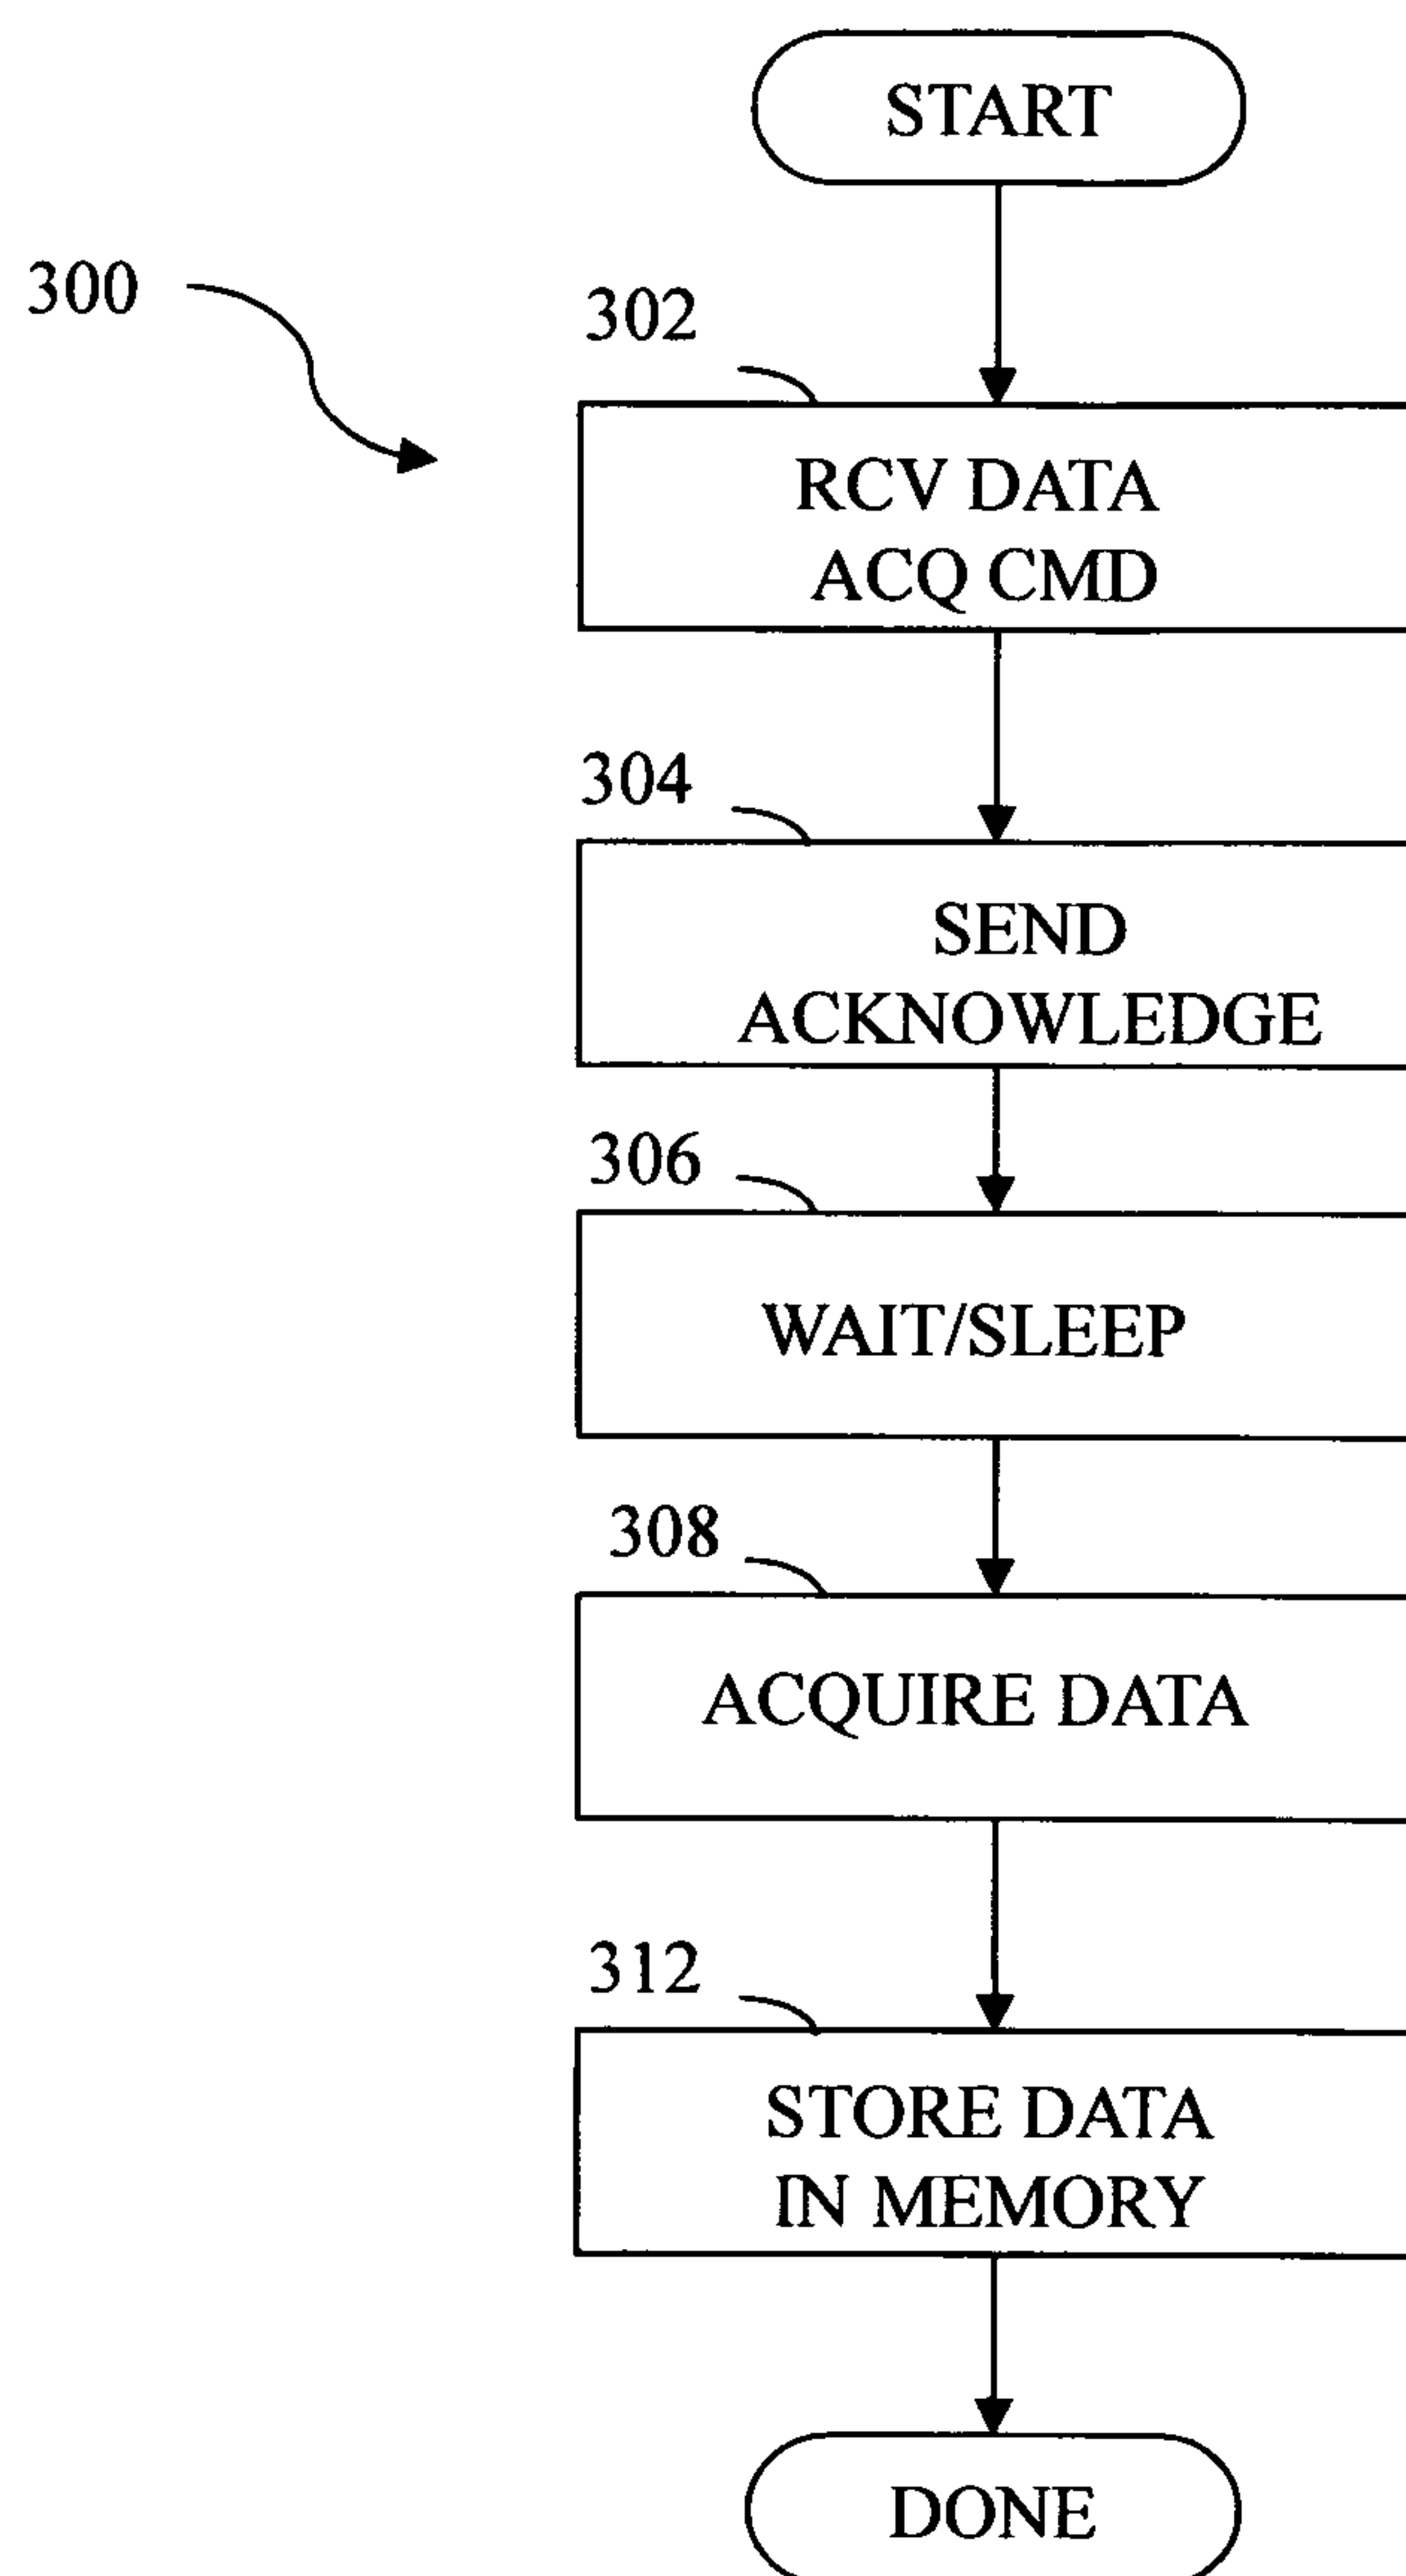 START
300
302
RCV DATA
ACQ CMD
304
SEND
ACKNOWLEDGE
306
WAIT/SLEEP
308
ACQUIRE DATA
312
STORE DATA
IN MEMORY
DONE